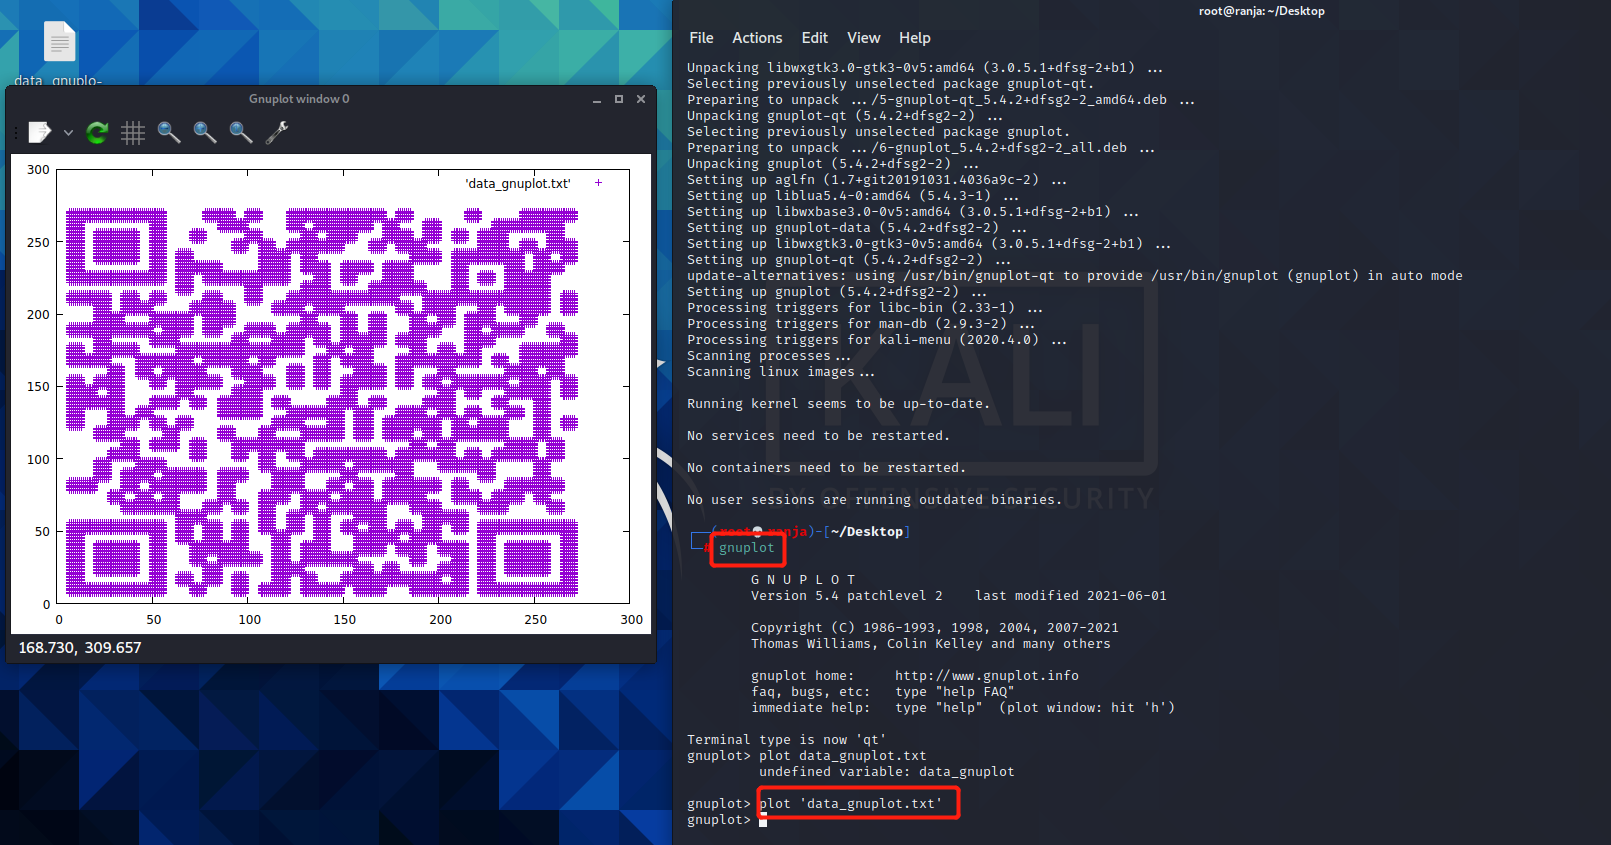 data_gnuplo-
Gnuplot window 0
'data_gnuplot.txt'
300
250
200
150
100
50
0
0 50 100 150 200 250 300
168.730, 309.657
root@ranja: ~/Desktop
File Actions Edit View Help
Unpacking libwxgtk3.0-gtk3-0v5:amd64 (3.0.5.1+dfsg-2+b1) ...
Selecting previously unselected package gnuplot-qt.
Preparing to unpack .../5-gnuplot-qt_5.4.2+dfsg2-2_amd64.deb ...
Unpacking gnuplot-qt (5.4.2+dfsg2-2) ...
Selecting previously unselected package gnuplot.
Preparing to unpack .../6-gnuplot_5.4.2+dfsg2-2_all.deb ...
Unpacking gnuplot (5.4.2+dfsg2-2) ...
Setting up aglfn (1.7+git20191031.4036a9c-2) ...
Setting up liblua5.4-0:amd64 (5.4.3-1) ...
Setting up libwxbase3.0-0v5:amd64 (3.0.5.1+dfsg-2+b1) ...
Setting up gnuplot-data (5.4.2+dfsg2-2) ...
Setting up libwxgtk3.0-gtk3-0v5:amd64 (3.0.5.1+dfsg-2+b1) ...
Setting up gnuplot-qt (5.4.2+dfsg2-2) ...
update-alternatives: using /usr/bin/gnuplot-qt to provide /usr/bin/gnuplot (gnuplot) in auto mode
Setting up gnuplot (5.4.2+dfsg2-2) ...
Processing triggers for libc-bin (2.33-1) ...
Processing triggers for man-db (2.9.3-2) ...
Processing triggers for kali-menu (2020.4.0) ...
Scanning processes...
Scanning linux images...
Running kernel seems to be up-to-date.
No services need to be restarted.
No containers need to be restarted.
No user sessions are running outdated binaries.
KALI
BY OFFENSIVE SECURITY
(root💀ranja)-[~/Desktop]
# gnuplot
G N U P L O T
Version 5.4 patchlevel 2 last modified 2021-06-01
Copyright (C) 1986-1993, 1998, 2004, 2007-2021
Thomas Williams, Colin Kelley and many others
gnuplot home: http://www.gnuplot.info
faq, bugs, etc: type "help FAQ"
immediate help: type "help" (plot window: hit 'h')
Terminal type is now 'qt'
gnuplot> plot data_gnuplot.txt
undefined variable: data_gnuplot
gnuplot> plot 'data_gnuplot.txt'
gnuplot>